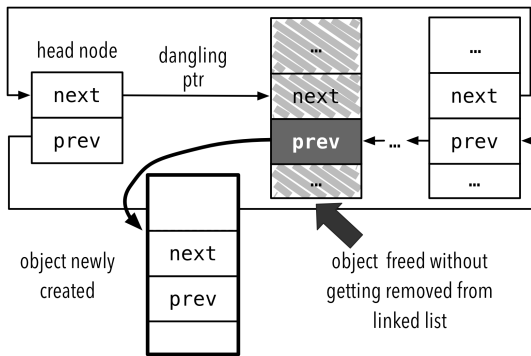 head node
next
prev
dangling
ptr
...
next
prev
...
...
...
next
prev
...
object newly
created
next
prev
object freed without
getting removed from
linked list